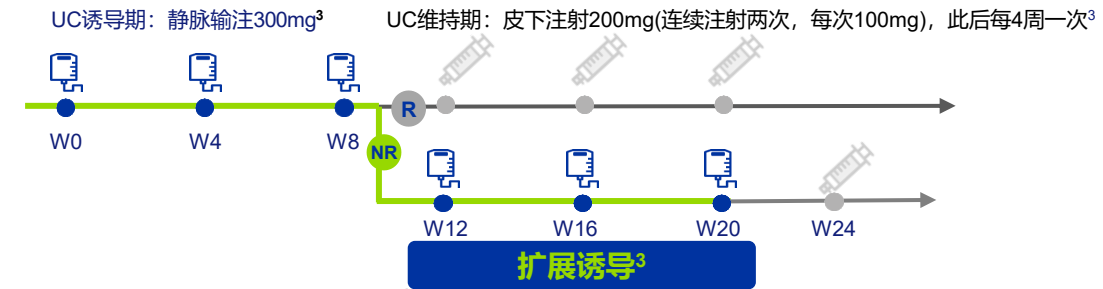 UC诱导期：静脉输注300mg³
UC维持期：皮下注射200mg(连续注射两次，每次100mg)，此后每4周一次³
R
W0
W4
W8
NR
W12
W16
W20
W24
扩展诱导³